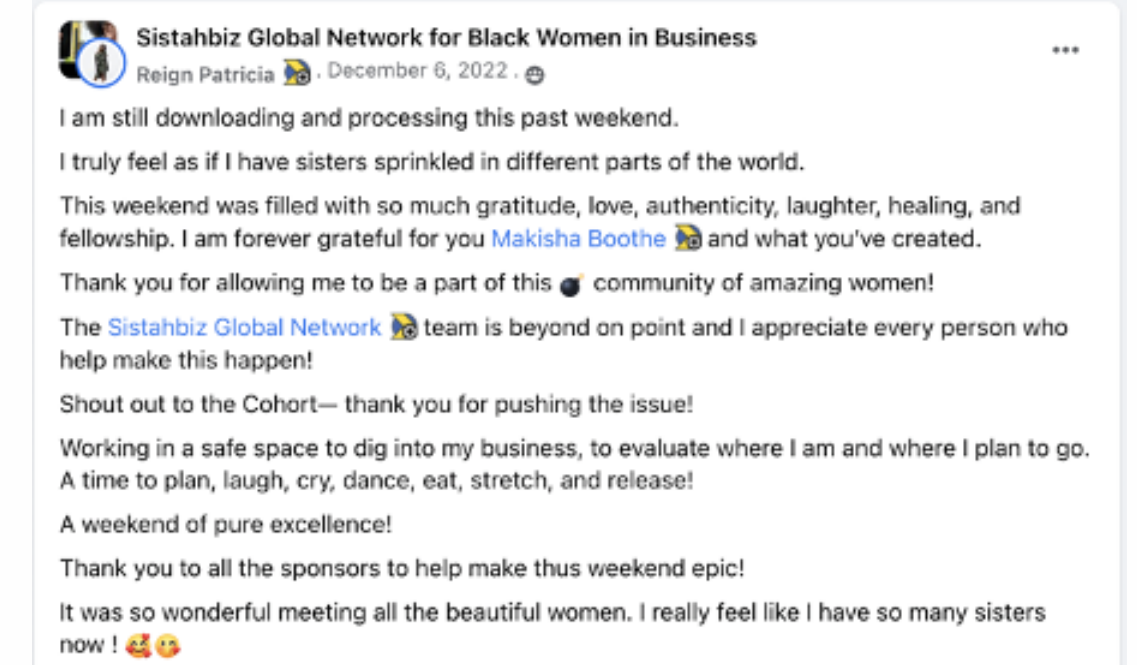 Sistahbiz Global Network for Black Women in Business
Reign Patricia · December 6, 2022 ·
I am still downloading and processing this past weekend.
I truly feel as if I have sisters sprinkled in different parts of the world.
This weekend was filled with so much gratitude, love, authenticity, laughter, healing, and
fellowship. I am forever grateful for you Makisha Boothe and what you've created.
Thank you for allowing me to be a part of this 💣 community of amazing women!
The Sistahbiz Global Network team is beyond on point and I appreciate every person who
help make this happen!
Shout out to the Cohort— thank you for pushing the issue!
Working in a safe space to dig into my business, to evaluate where I am and where I plan to go.
A time to plan, laugh, cry, dance, eat, stretch, and release!
A weekend of pure excellence!
Thank you to all the sponsors to help make thus weekend epic!
It was so wonderful meeting all the beautiful women. I really feel like I have so many sisters
now ! 🥰😋